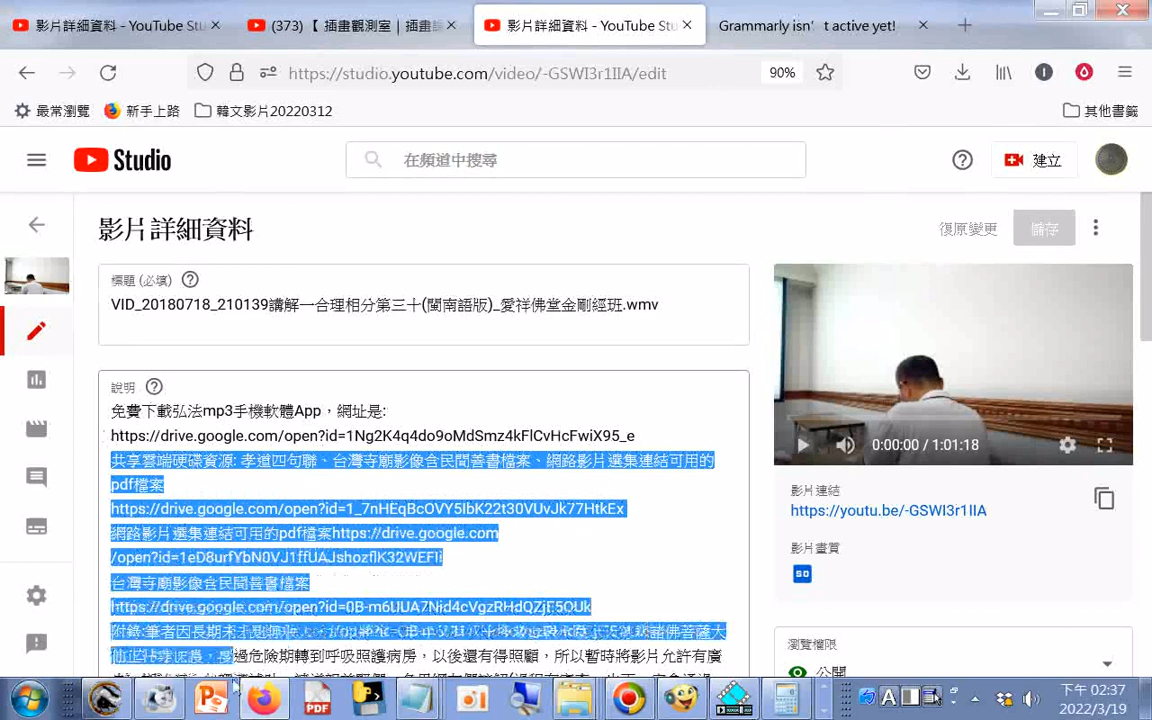 影片詳細資料 - YouTube Stu
(373)【 插畫觀測室 | 插畫
影片詳細資料 - YouTube Stu
Grammarly isn't active yet!
https://studio.youtube.com/video/-GSWI3r1IIA/edit
90%
最常瀏覽
新手上路
韓文影片20220312
其他書籤
Studio
在頻道中搜尋
建立
影片詳細資料
復原變更
儲存
標題 (必填)
VID_20180718_210139講解一合理相分第三十(閩南語版)_愛祥佛堂金剛經班.wmv
說明
免費下載弘法mp3手機軟體App,網址是:
https://drive.google.com/open?id=1Ng2K4q4do9oMdSmz4kFlCvHcFwiX95_e
共享雲端硬碟資源: 孝道四句聯、台灣寺廟影像含民間善書檔案、網路影片選集連結可用的
pdf檔案
https://drive.google.com/open?id=1_7nHEqBcOVY5IbK22t30VUvJk77HtkEx
網路影片選集連結可用的pdf檔案https://drive.google.com
/open?id=1eD8urfYbN0VJ1ffUAJshozflK32WEFI
台灣寺廟影像含民間善書檔案
https://drive.google.com/open?id=0B-m6UUA7Nid4cVgzRHdQZjF5OUk
附錄:筆者因長期 諸佛菩薩大
過危險期轉到呼吸照護病房,以後還有得照顧,所以暫時將影片允許有廣
0:00:00 / 1:01:18
影片連結
https://youtu.be/-GSWI3r1IIA
影片畫質
SD
瀏覽權限
公開
下午 02:37
2022/3/19